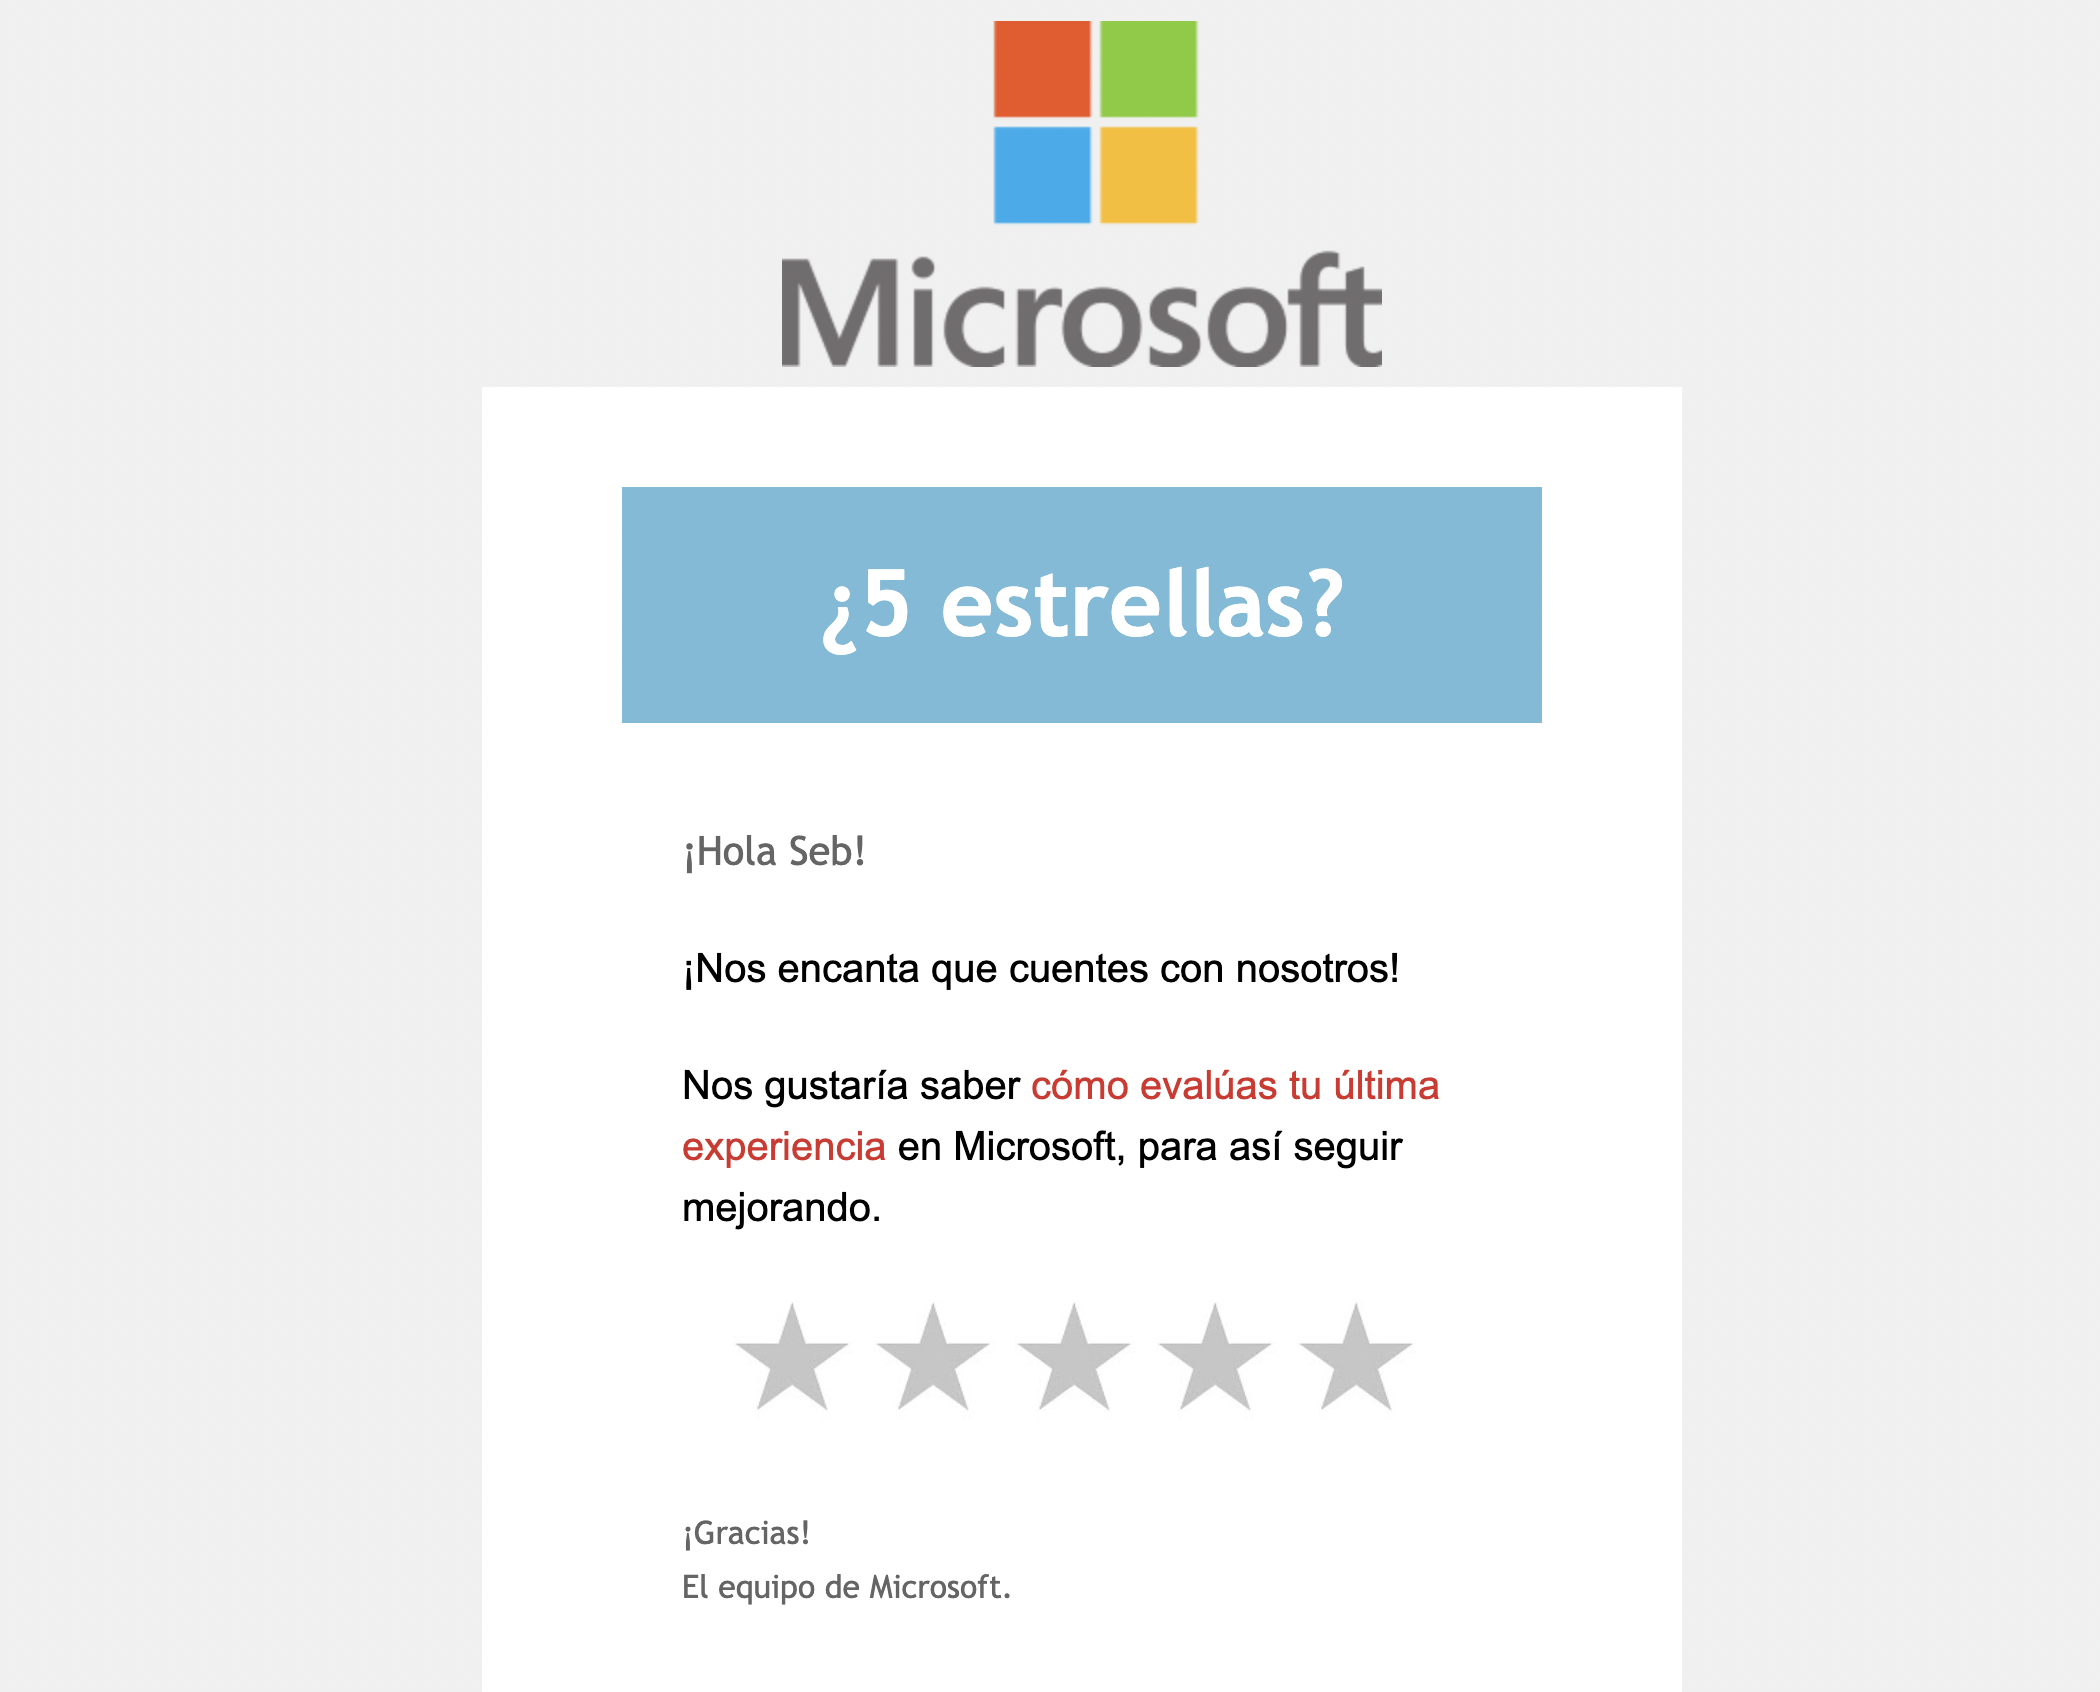 Microsoft
¿5 estrellas?
¡Hola Seb!
¡Nos encanta que cuentes con nosotros!
Nos gustaría saber cómo evalúas tu última
experiencia en Microsoft, para así seguir
mejorando.
¡Gracias!
El equipo de Microsoft.